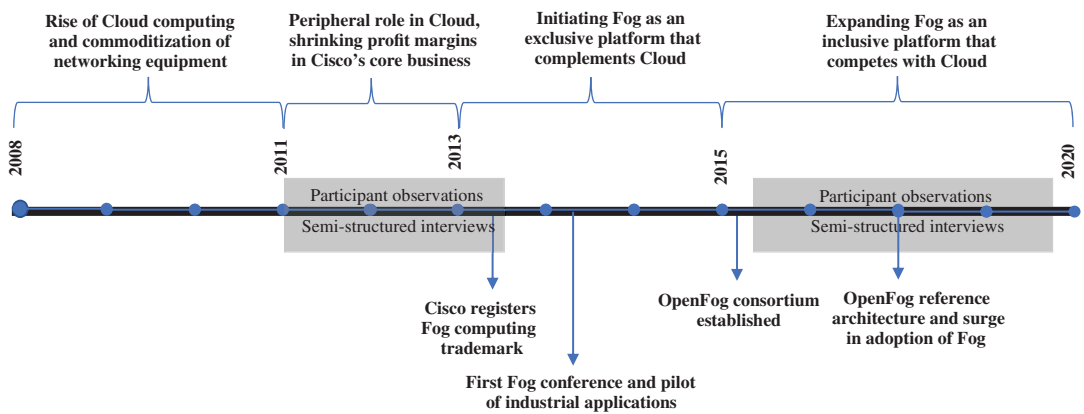 Rise of Cloud computing
and commoditization of
networking equipment
Peripheral role in Cloud,
shrinking profit margins
in Cisco's core business
Initiating Fog as an
exclusive platform that
complements Cloud
Expanding Fog as an
inclusive platform that
competes with Cloud
2008
2011
2013
2015
2020
Participant observations
Semi-structured interviews
Participant observations
Semi-structured interviews
Cisco registers
Fog computing
trademark
First Fog conference and pilot
of industrial applications
OpenFog consortium
established
OpenFog reference
architecture and surge
in adoption of Fog